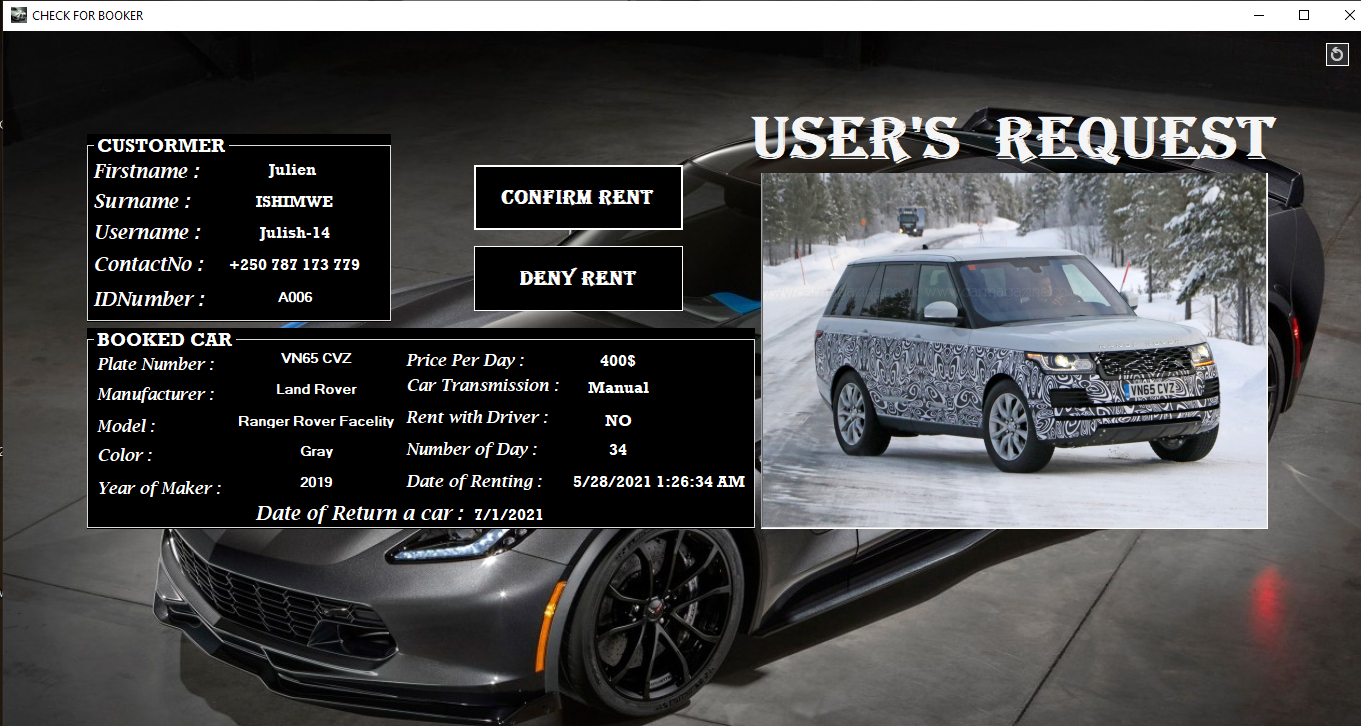 CHECK FOR BOOKER
USER'S REQUEST
CUSTORMER
Firstname : Julien
Surname : ISHIMWE
Username : Julish-14
ContactNo : +250 787 173 779
IDNumber : A006
CONFIRM RENT
DENY RENT
BOOKED CAR
Plate Number : VN65 CVZ
Manufacturer : Land Rover
Model : Ranger Rover Facelity
Color : Gray
Year of Maker : 2019
Price Per Day : 400$
Car Transmission : Manual
Rent with Driver : NO
Number of Day : 34
Date of Renting : 5/28/2021 1:26:34 AM
Date of Return a car : 7/1/2021
VN65 CVZ